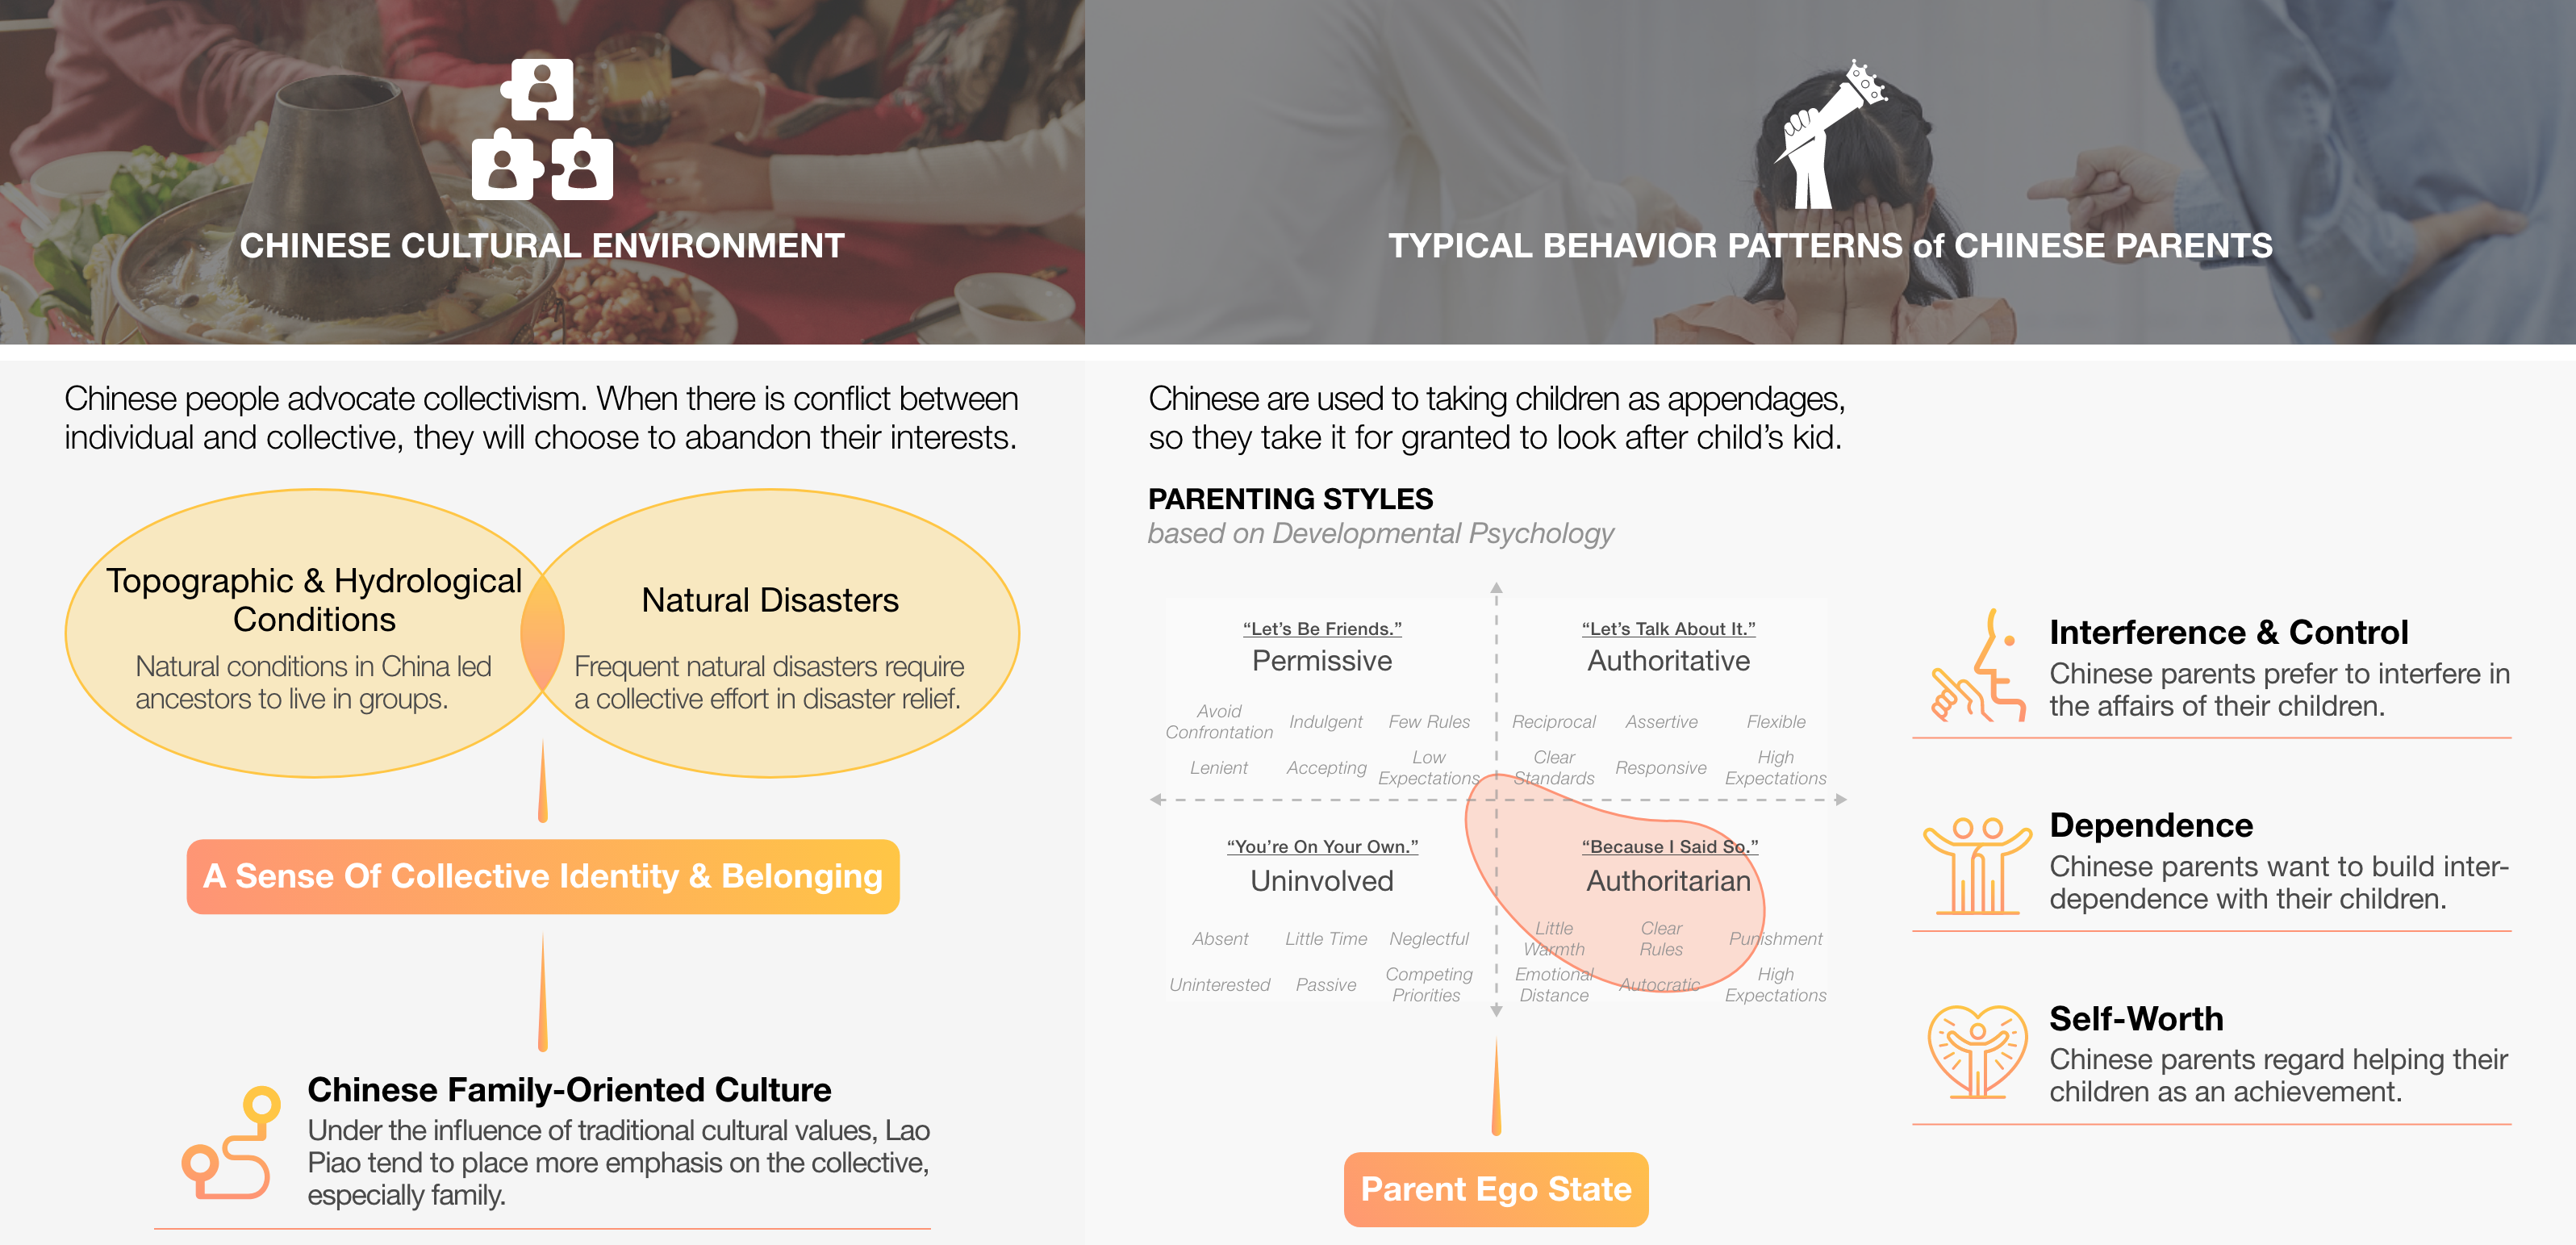 CHINESE CULTURAL ENVIRONMENT
Chinese people advocate collectivism. When there is conflict between
individual and collective, they will choose to abandon their interests.
Topographic & Hydrological
Conditions
Natural conditions in China led
ancestors to live in groups.
Natural Disasters
Frequent natural disasters require
a collective effort in disaster relief.
A Sense Of Collective Identity & Belonging
Chinese Family-Oriented Culture
Under the influence of traditional cultural values, Lao
Piao tend to place more emphasis on the collective,
especially family.
TYPICAL BEHAVIOR PATTERNS of CHINESE PARENTS
Chinese are used to taking children as appendages,
so they take it for granted to look after child’s kid.
PARENTING STYLES
based on Developmental Psychology
“Let’s Be Friends.”
Permissive
Avoid
Confrontation
Indulgent
Few Rules
Lenient
Accepting
Low
Expectations
“Let’s Talk About It.”
Authoritative
Reciprocal
Assertive
Flexible
Clear
Standards
Responsive
High
Expectations
“You’re On Your Own.”
Uninvolved
Absent
Little Time
Neglectful
Uninterested
Passive
Competing
Priorities
“Because I Said So.”
Authoritarian
Little
Warmth
Clear
Rules
Punishment
Emotional
Distance
Autocratic
High
Expectations
Parent Ego State
Interference & Control
Chinese parents prefer to interfere in
the affairs of their children.
Dependence
Chinese parents want to build inter-
dependence with their children.
Self-Worth
Chinese parents regard helping their
children as an achievement.